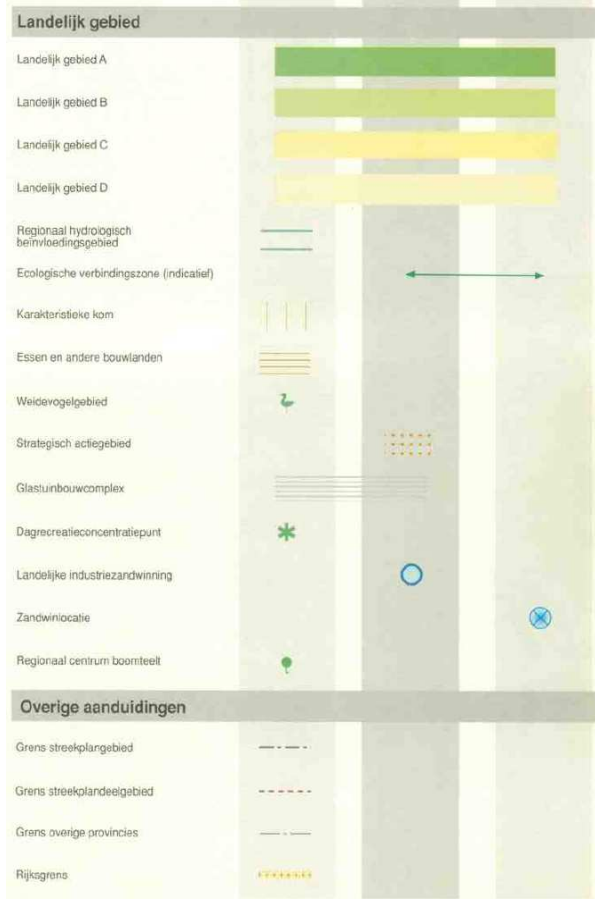 Landelijk gebied
Landelijk gebied A
Landelijk gebied B
Landelijk gebied C
Landelijk gebied D
Regionaal hydrologisch
beïnvloedingsgebied
Ecologische verbindingszone (indicatief)
Karakteristieke kom
Essen en andere bouwlanden
Weidevogelgebied
Strategisch actiegebied
Glastuinbouwcomplex
Dagrecreatieconcentratiepunt
Landelijke industriezandwinning
Zandwinlocatie
Regionaal centrum boomteelt
Overige aanduidingen
Grens streekplangebied
Grens streekplandeelgebied
Grens overige provincies
Rijksgrens